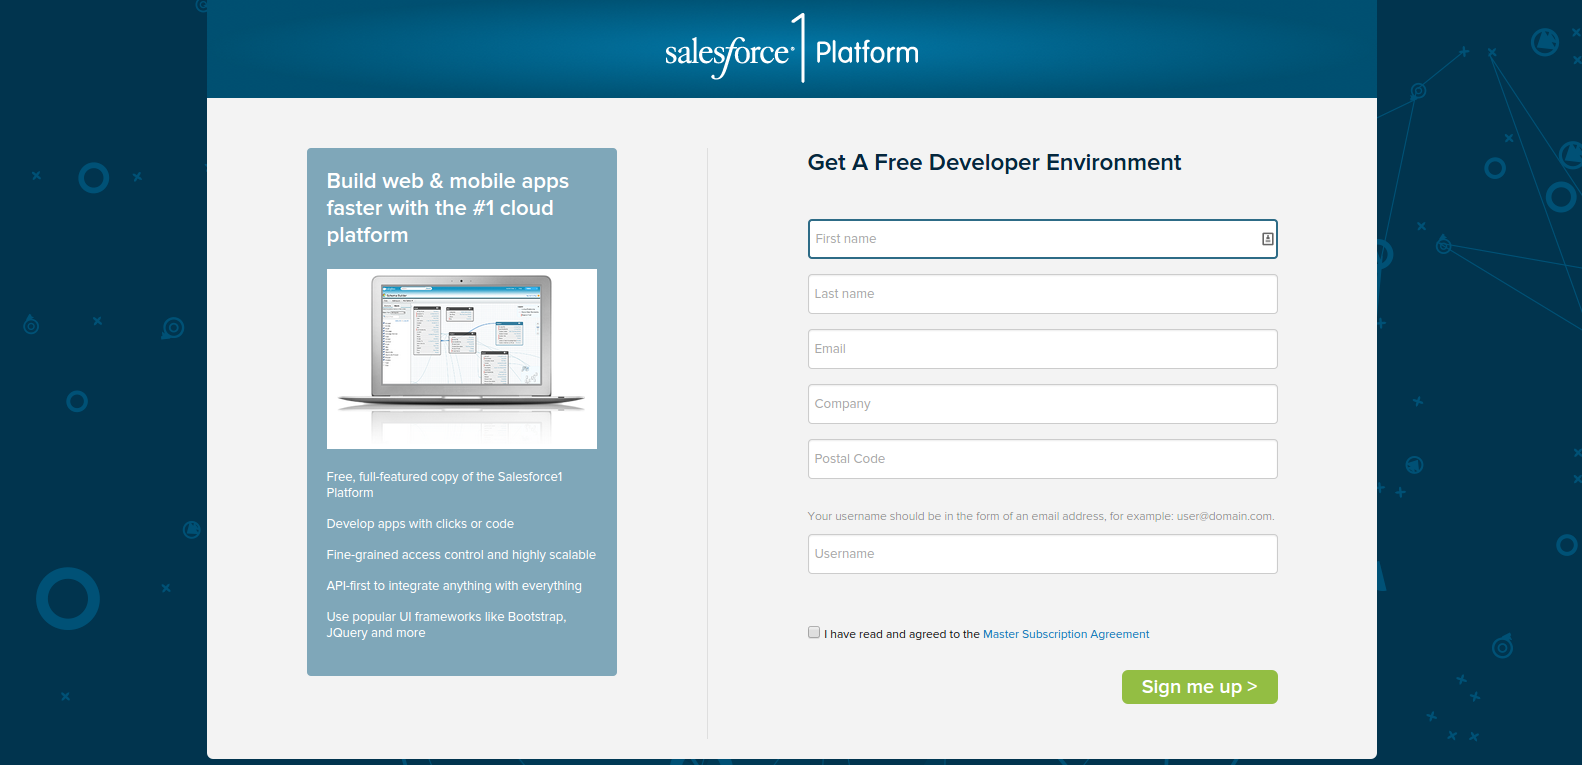 salesforce1 Platform
Build web & mobile apps
faster with the #1 cloud
platform
Free, full-featured copy of the Salesforce1
Platform
Develop apps with clicks or code
Fine-grained access control and highly scalable
API-first to integrate anything with everything
Use popular UI frameworks like Bootstrap,
JQuery and more
Get A Free Developer Environment
First name
Last name
Email
Company
Postal Code
Your username should be in the form of an email address, for example: user@domain.com.
Username
I have read and agreed to the Master Subscription Agreement
Sign me up >